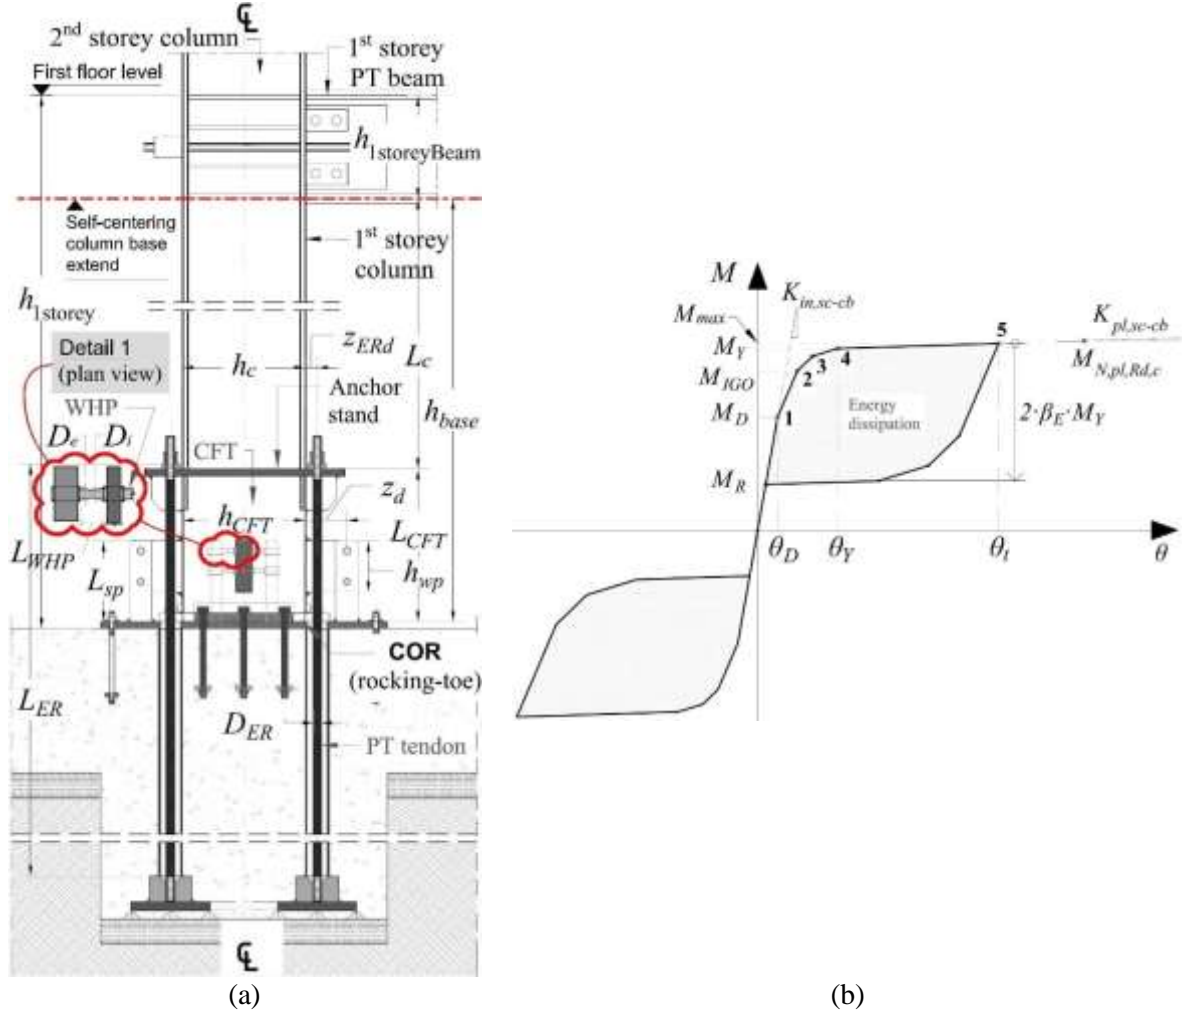 ℄
2nd storey column
1st storey
PT beam
First floor level
h1storeyBeam
Self-centering
column base
extend
1st storey
column
h1storey
Detail 1
(plan view)
WHP
De Di
hc
zERd
Lc
Anchor
stand
hbase
CFT
zd
hCFT
LCFT
LWHP
Lsp
hwp
COR
(rocking-toe)
LER
DER
PT tendon
℄
(a)
M
Kin,sc-cb
Mmax
Kpl,sc-cb
MY
MN,pl,Rd,c
MIGO
MD
MR
1
2
3
4
5
Energy
dissipation
2·βE·MY
θD
θY
θt
θ
(b)